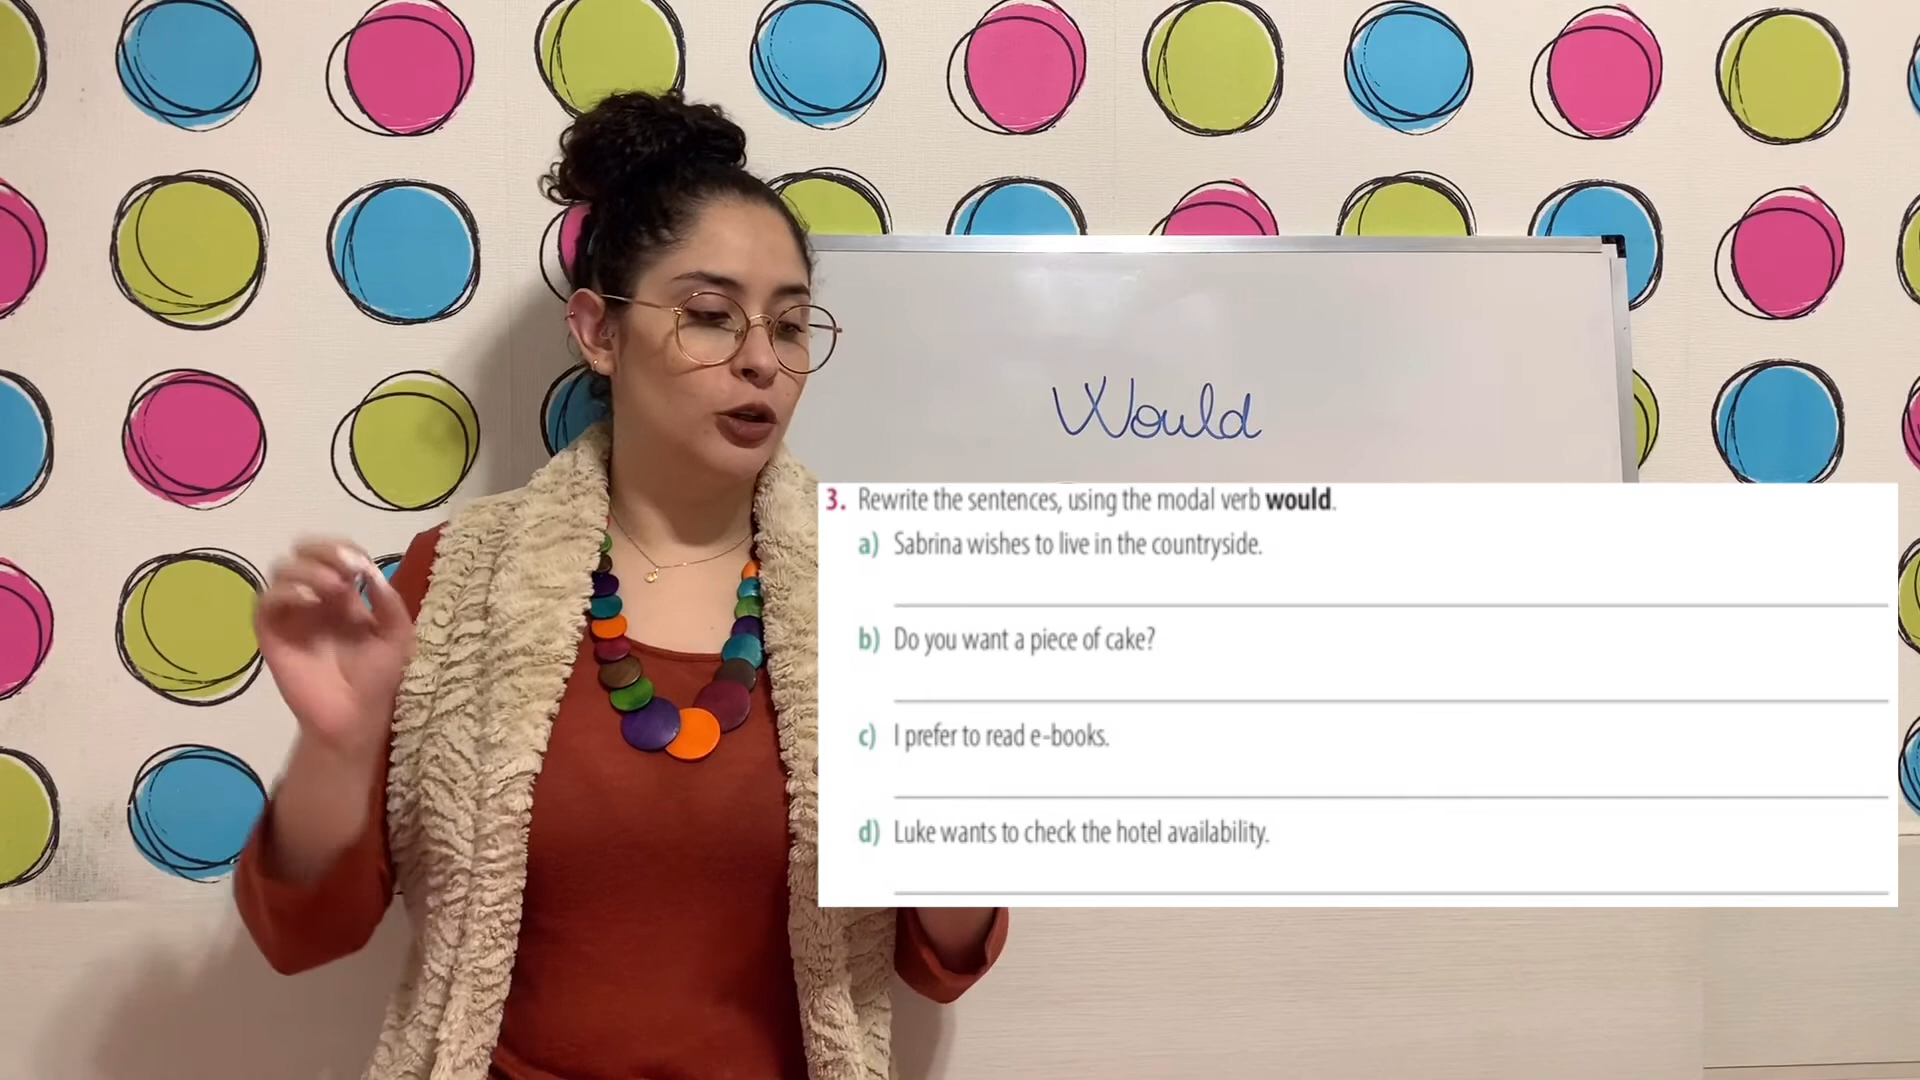 Would
3. Rewrite the sentences, using the modal verb would.
a) Sabrina wishes to live in the countryside.
b) Do you want a piece of cake?
c) I prefer to read e-books.
d) Luke wants to check the hotel availability.